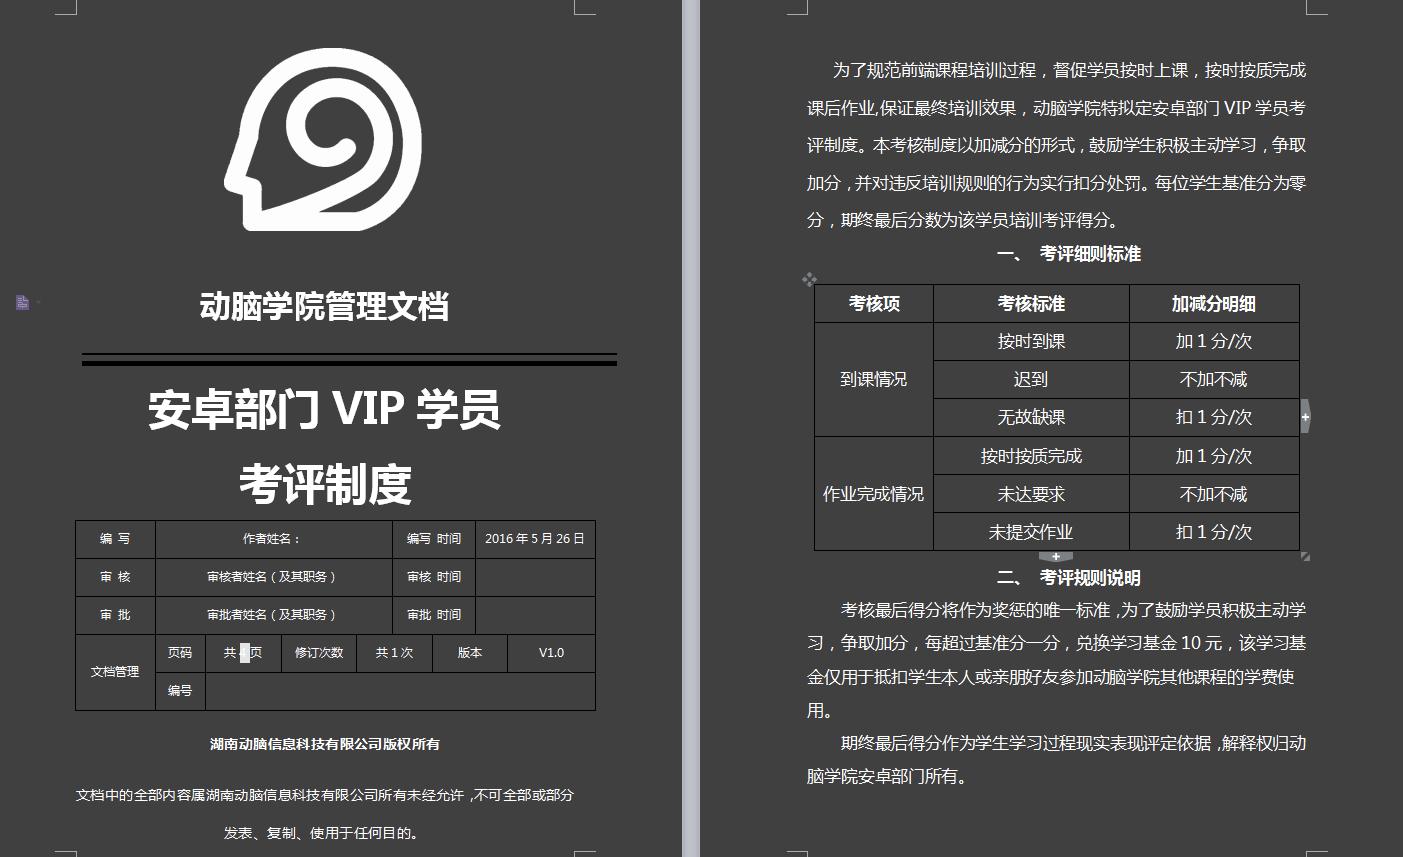 动脑学院管理文档
安卓部门 VIP 学员
考评制度
编 写 作者姓名： 编写 时间 2016 年 5 月 26 日
审 核 审核者姓名（及其职务） 审核 时间
审 批 审批者姓名（及其职务） 审批 时间
文档管理 页码 共 页 修订次数 共 1 次 版本 V1.0
编号
湖南动脑信息科技有限公司版权所有
文档中的全部内容属湖南动脑信息科技有限公司所有未经允许，不可全部或部分
发表、复制、使用于任何目的。
为了规范前端课程培训过程，督促学员按时上课，按时按质完成
课后作业,保证最终培训效果，动脑学院特拟定安卓部门 VIP 学员考
评制度。本考核制度以加减分的形式，鼓励学生积极主动学习，争取
加分，并对违反培训规则的行为实行扣分处罚。每位学生基准分为零
分，期终最后分数为该学员培训考评得分。
一、 考评细则标准
考核项 考核标准 加减分明细
到课情况 按时到课 加 1 分/次
迟到 不加不减
无故缺课 扣 1 分/次
作业完成情况 按时按质完成 加 1 分/次
未达要求 不加不减
未提交作业 扣 1 分/次
二、 考评规则说明
考核最后得分将作为奖惩的唯一标准，为了鼓励学员积极主动学
习，争取加分，每超过基准分一分，兑换学习基金 10 元，该学习基
金仅用于抵扣学生本人或亲朋好友参加动脑学院其他课程的学费使
用。
期终最后得分作为学生学习过程现实表现评定依据，解释权归动
脑学院安卓部门所有。